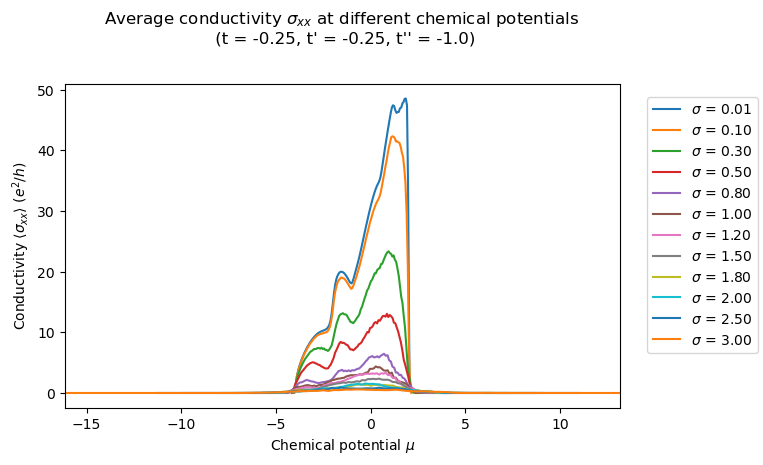 Average conductivity σxx at different chemical potentials
(t = -0.25, t' = -0.25, t'' = -1.0)
50
40
30
20
10
0
Conductivity ⟨σxx⟩ (e²/h)
−15
−10
−5
0
5
10
Chemical potential μ
σ = 0.01
σ = 0.10
σ = 0.30
σ = 0.50
σ = 0.80
σ = 1.00
σ = 1.20
σ = 1.50
σ = 1.80
σ = 2.00
σ = 2.50
σ = 3.00